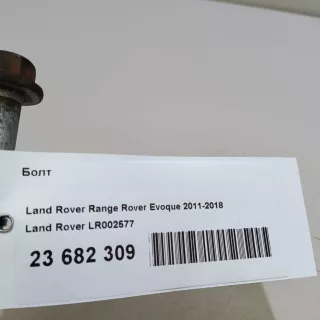 Болт
Land Rover Range Rover Evoque 2011-2018
Land Rover LR002577
23 682 309